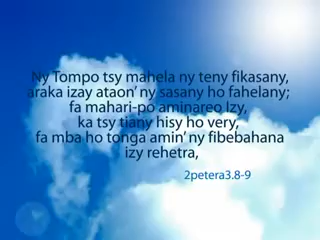 Ny Tompo tsy mahela ny teny fikasany,
araka izay ataon' ny sasany ho fahelany;
fa mahari-po aminareo Izy,
ka tsy tiany hisy ho very,
fa mba ho tonga amin' ny fibebahana
izy rehetra,
2petera3.8-9